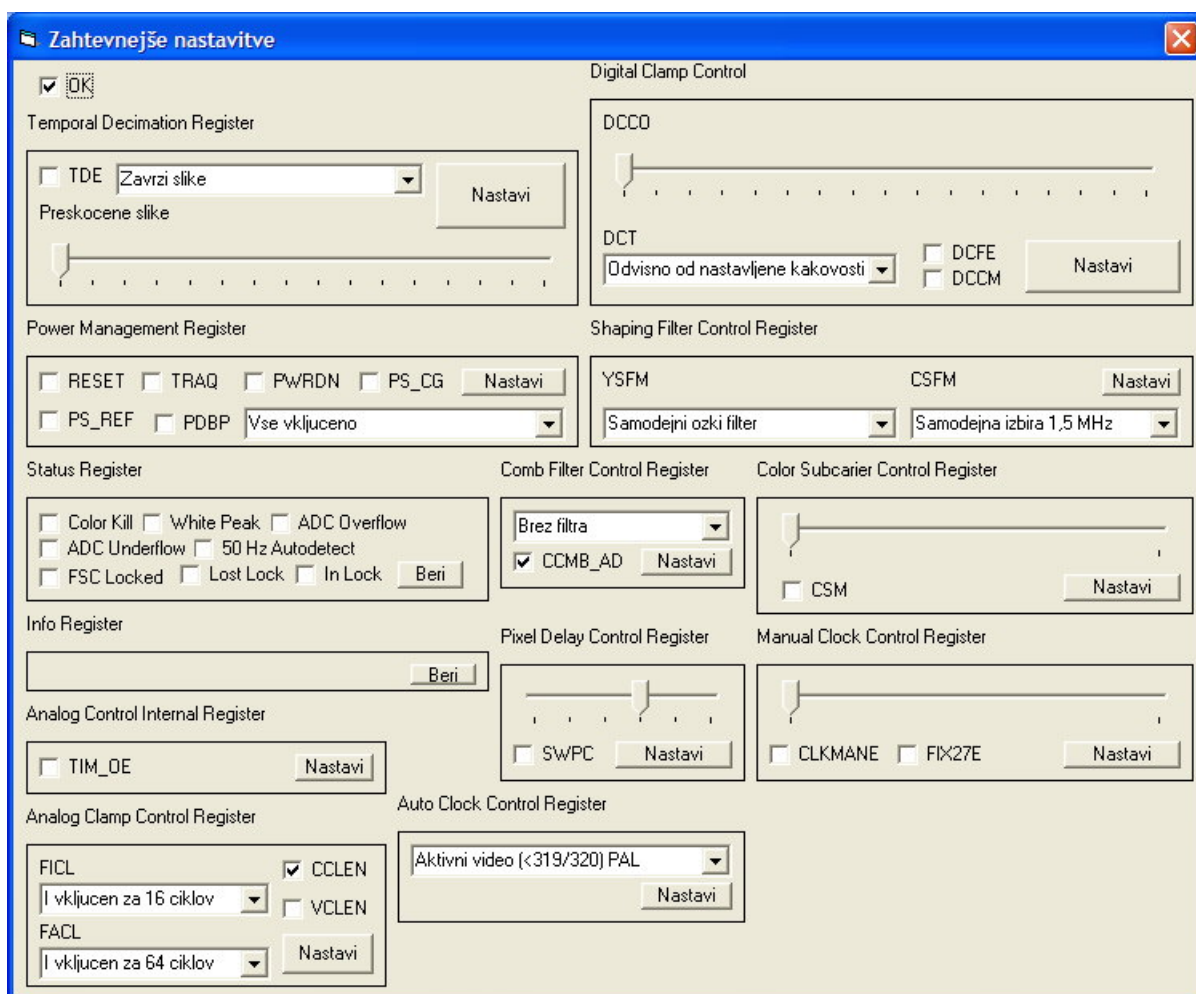 Zahtevnejše nastavitve
OK
Temporal Decimation Register
TDE Zavrzi slike
Nastavi
Preskocene slike
Digital Clamp Control
DCCO
DCT
Odvisno od nastavljene kakovosti
DCFE
DCCM
Nastavi
Power Management Register
RESET TRAQ PWRDN PS_CG Nastavi
PS_REF PDBP Vse vkljuceno
Shaping Filter Control Register
YSFM CSFM Nastavi
Samodejni ozki filter Samodejna izbira 1,5 MHz
Status Register
Color Kill White Peak ADC Overflow
ADC Underflow 50 Hz Autodetect
FSC Locked Lost Lock In Lock Beri
Comb Filter Control Register
Brez filtra
CCMB_AD Nastavi
Color Subcarier Control Register
CSM Nastavi
Info Register
Beri
Pixel Delay Control Register
SWPC Nastavi
Manual Clock Control Register
CLKMANE FIX27E Nastavi
Analog Control Internal Register
TIM_OE Nastavi
Analog Clamp Control Register
FICL CCLEN
I vkljucen za 16 ciklov VCLEN
FACL
I vkljucen za 64 ciklov Nastavi
Auto Clock Control Register
Aktivni video (<319/320) PAL
Nastavi